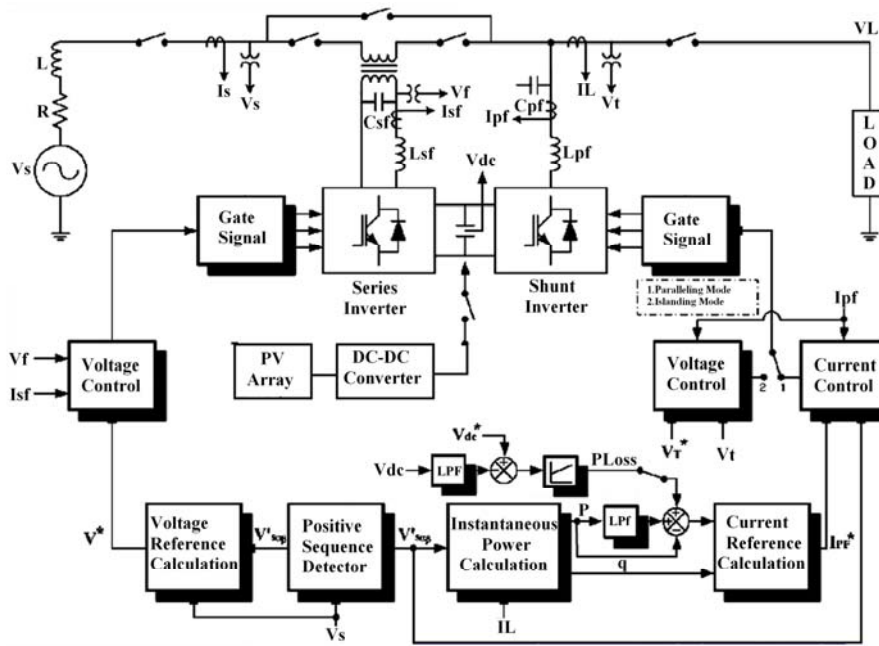 VL
L
Is
Vs
Vf
Isf
Csf
Cpf
Ipf
IL
Vt
R
Vs
Lsf
Vdc
Lpf
L
O
A
D
Gate
Signal
Gate
Signal
Series
Inverter
Shunt
Inverter
1.Paralleling Mode
2.Islanding Mode
Ipf
Vf
Isf
Voltage
Control
PV
Array
DC-DC
Converter
Voltage
Control
2
1
Current
Control
Vdc*
VT*
Vt
Vdc
LPF
PLoss
V*
Voltage
Reference
Calculation
V'sαβ
Positive
Sequence
Detector
V'sαβ
Instantaneous
Power
Calculation
P
LPf
q
Current
Reference
Calculation
IPF*
Vs
IL